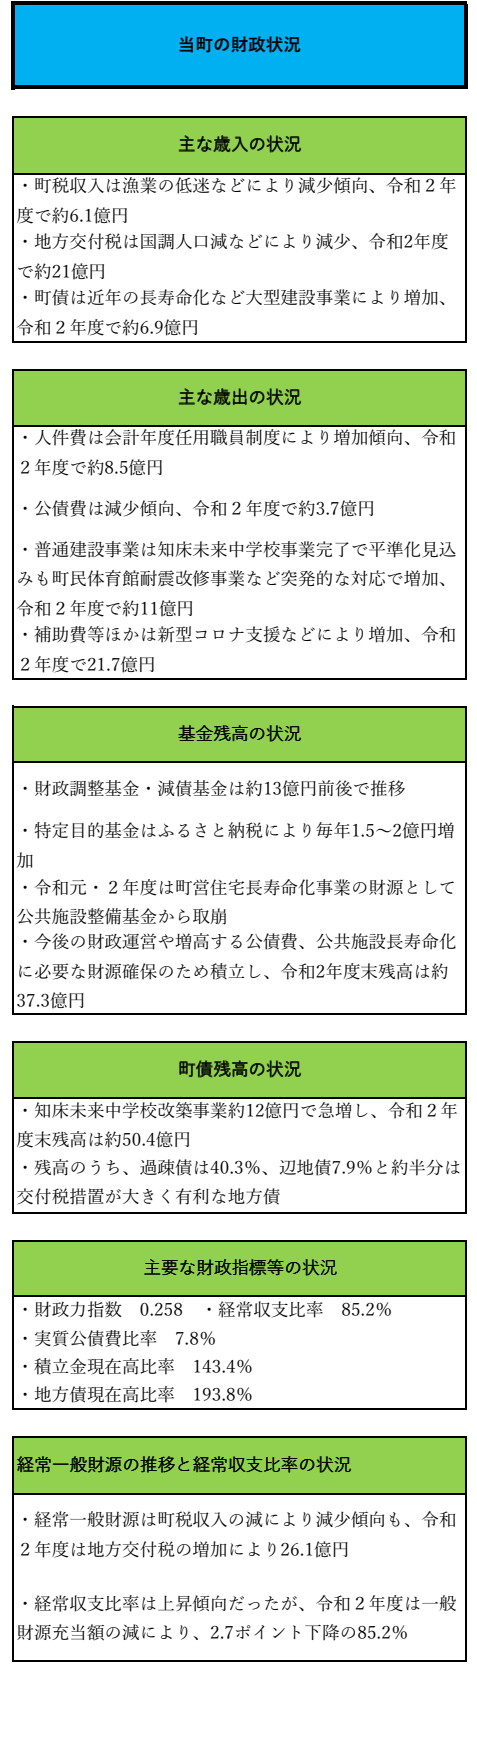 当町の財政状況
主な歳入の状況
・町税収入は漁業の低迷などにより減少傾向、令和２年
度で約6.1億円
・地方交付税は国調人口減などにより減少、令和2年度
で約21億円
・町債は近年の長寿命化など大型建設事業により増加、
令和２年度で約6.9億円
主な歳出の状況
・人件費は会計年度任用職員制度により増加傾向、令和
２年度で約8.5億円
・公債費は減少傾向、令和２年度で約3.7億円
・普通建設事業は知床未来中学校事業完了で平準化見込
みも町民体育館耐震改修事業など突発的な対応で増加、
令和２年度で約11億円
・補助費等ほかは新型コロナ支援などにより増加、令和
２年度で21.7億円
基金残高の状況
・財政調整基金・減債基金は約13億円前後で推移
・特定目的基金はふるさと納税により毎年1.5～2億円増
加
・令和元・２年度は町営住宅長寿命化事業の財源として
公共施設整備基金から取崩
・今後の財政運営や増高する公債費、公共施設長寿命化
に必要な財源確保のため積立し、令和2年度末残高は約
37.3億円
町債残高の状況
・知床未来中学校改築事業約12億円で急増し、令和２年
度末残高は約50.4億円
・残高のうち、過疎債は40.3%、辺地債7.9%と約半分は
交付税措置が大きく有利な地方債
主要な財政指標等の状況
・財政力指数　0.258　・経常収支比率　85.2%
・実質公債費比率　7.8%
・積立金現在高比率　143.4%
・地方債現在高比率　193.8%
経常一般財源の推移と経常収支比率の状況
・経常一般財源は町税収入の減により減少傾向も、令和
２年度は地方交付税の増加により26.1億円
・経常収支比率は上昇傾向だったが、令和２年度は一般
財源充当額の減により、2.7ポイント下降の85.2%